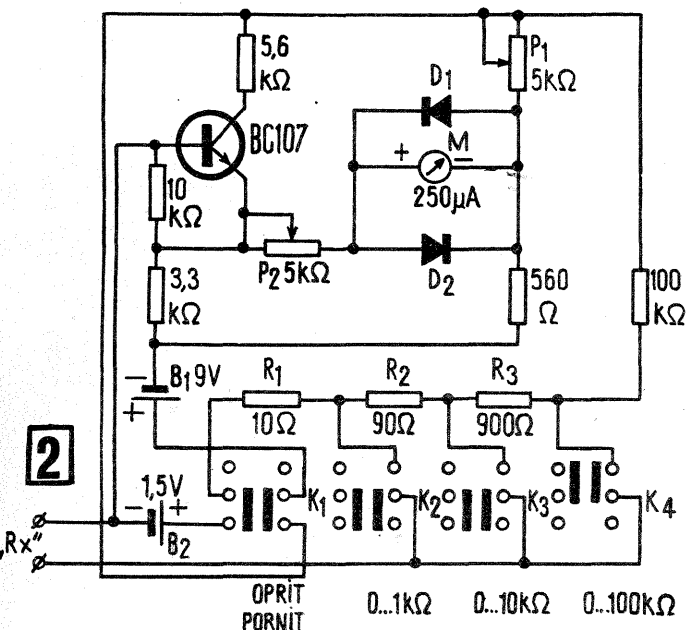 5,6
kΩ
P1
5kΩ
D1
BC107
+ M −
250µA
10
kΩ
P2 5kΩ
D2
3,3
kΩ
560
Ω
100
kΩ
− B1 9V
+
R1
10Ω
R2
90Ω
R3
900Ω
2
1,5V
− +
B2
K1
K2
K3
K4
„Rx”
OPRIT
PORNIT
0...1kΩ
0...10kΩ
0...100kΩ